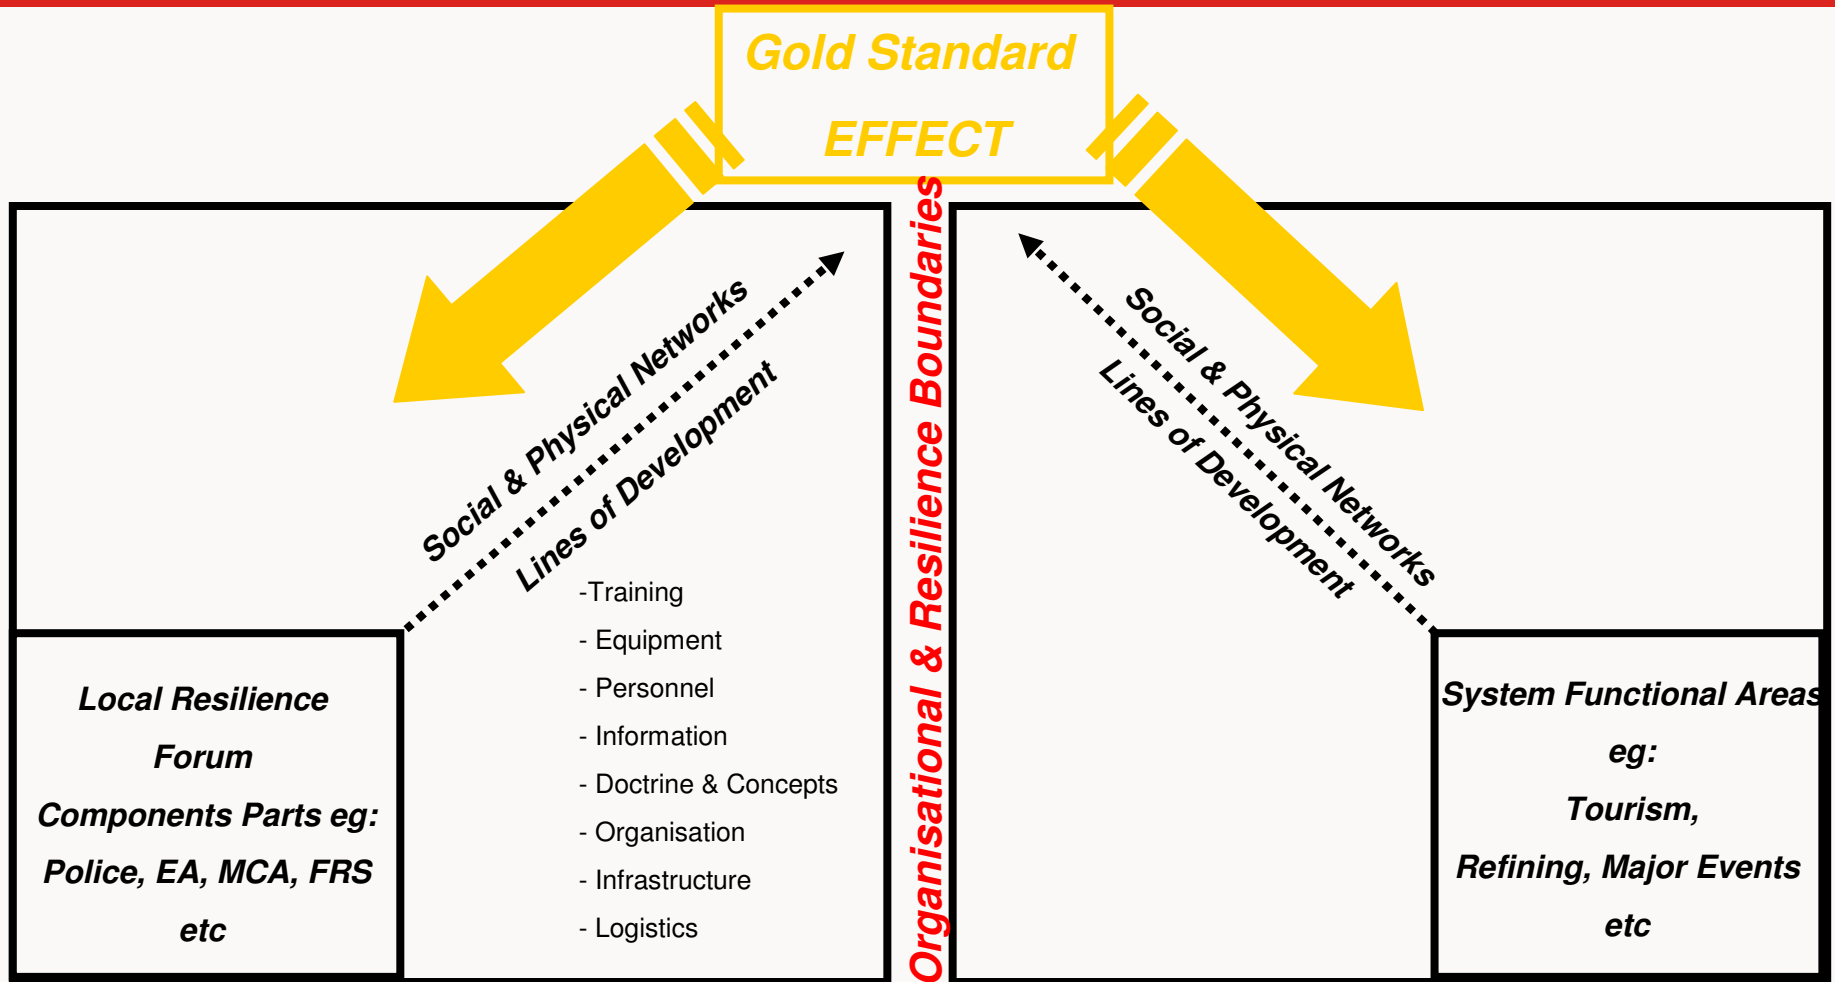 Gold Standard
EFFECT
Social & Physical Networks
Lines of Development
-Training
- Equipment
- Personnel
- Information
- Doctrine & Concepts
- Organisation
- Infrastructure
- Logistics
Local Resilience
Forum
Components Parts eg:
Police, EA, MCA, FRS
etc
Organisational & Resilience Boundaries
Social & Physical Networks
Lines of Development
System Functional Areas
eg:
Tourism,
Refining, Major Events
etc